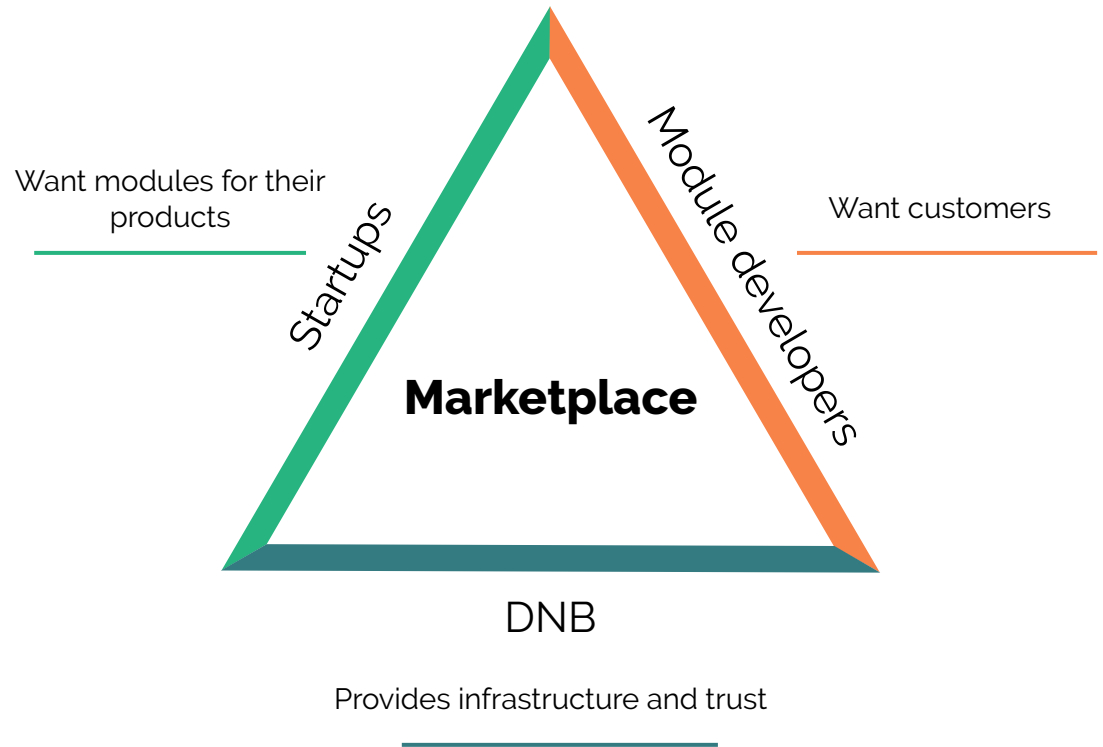 Want modules for their
products
Startups
Module developers
Want customers
Marketplace
DNB
Provides infrastructure and trust